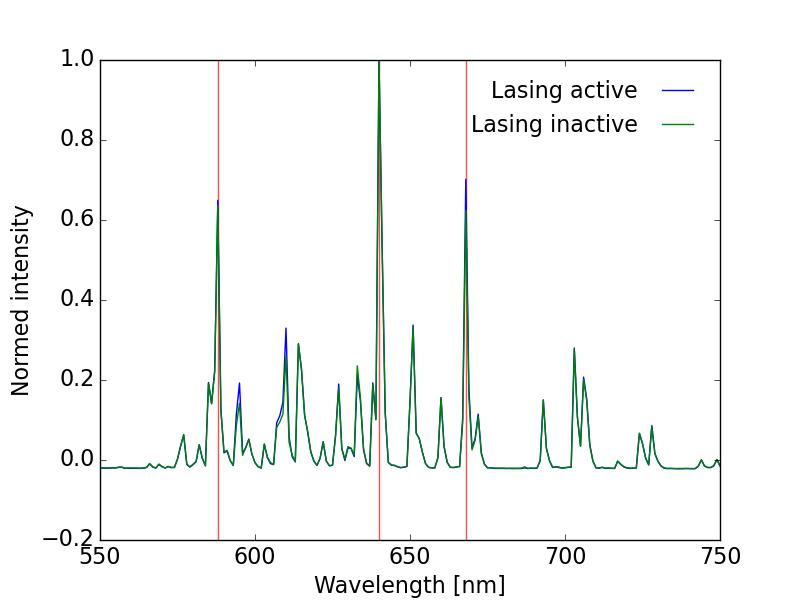 1.0
0.8
0.6
0.4
0.2
0.0
−0.2
Normed intensity
Lasing active
Lasing inactive
550 600 650 700 750
Wavelength [nm]